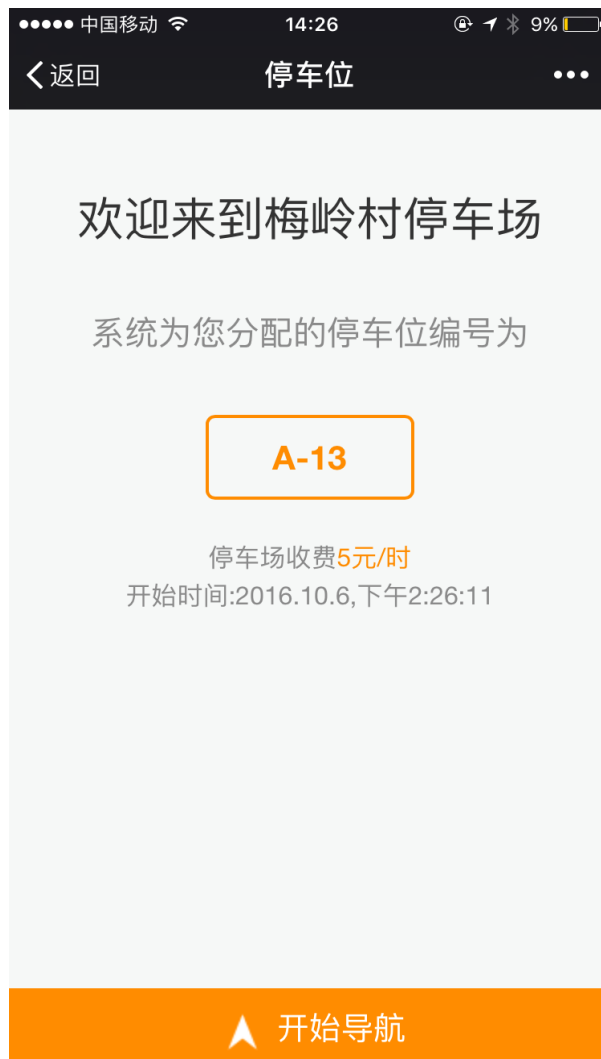 中国移动 14:26 9%
返回 停车位
欢迎来到梅岭村停车场
系统为您分配的停车位编号为
A-13
停车场收费5元/时
开始时间:2016.10.6,下午2:26:11
开始导航